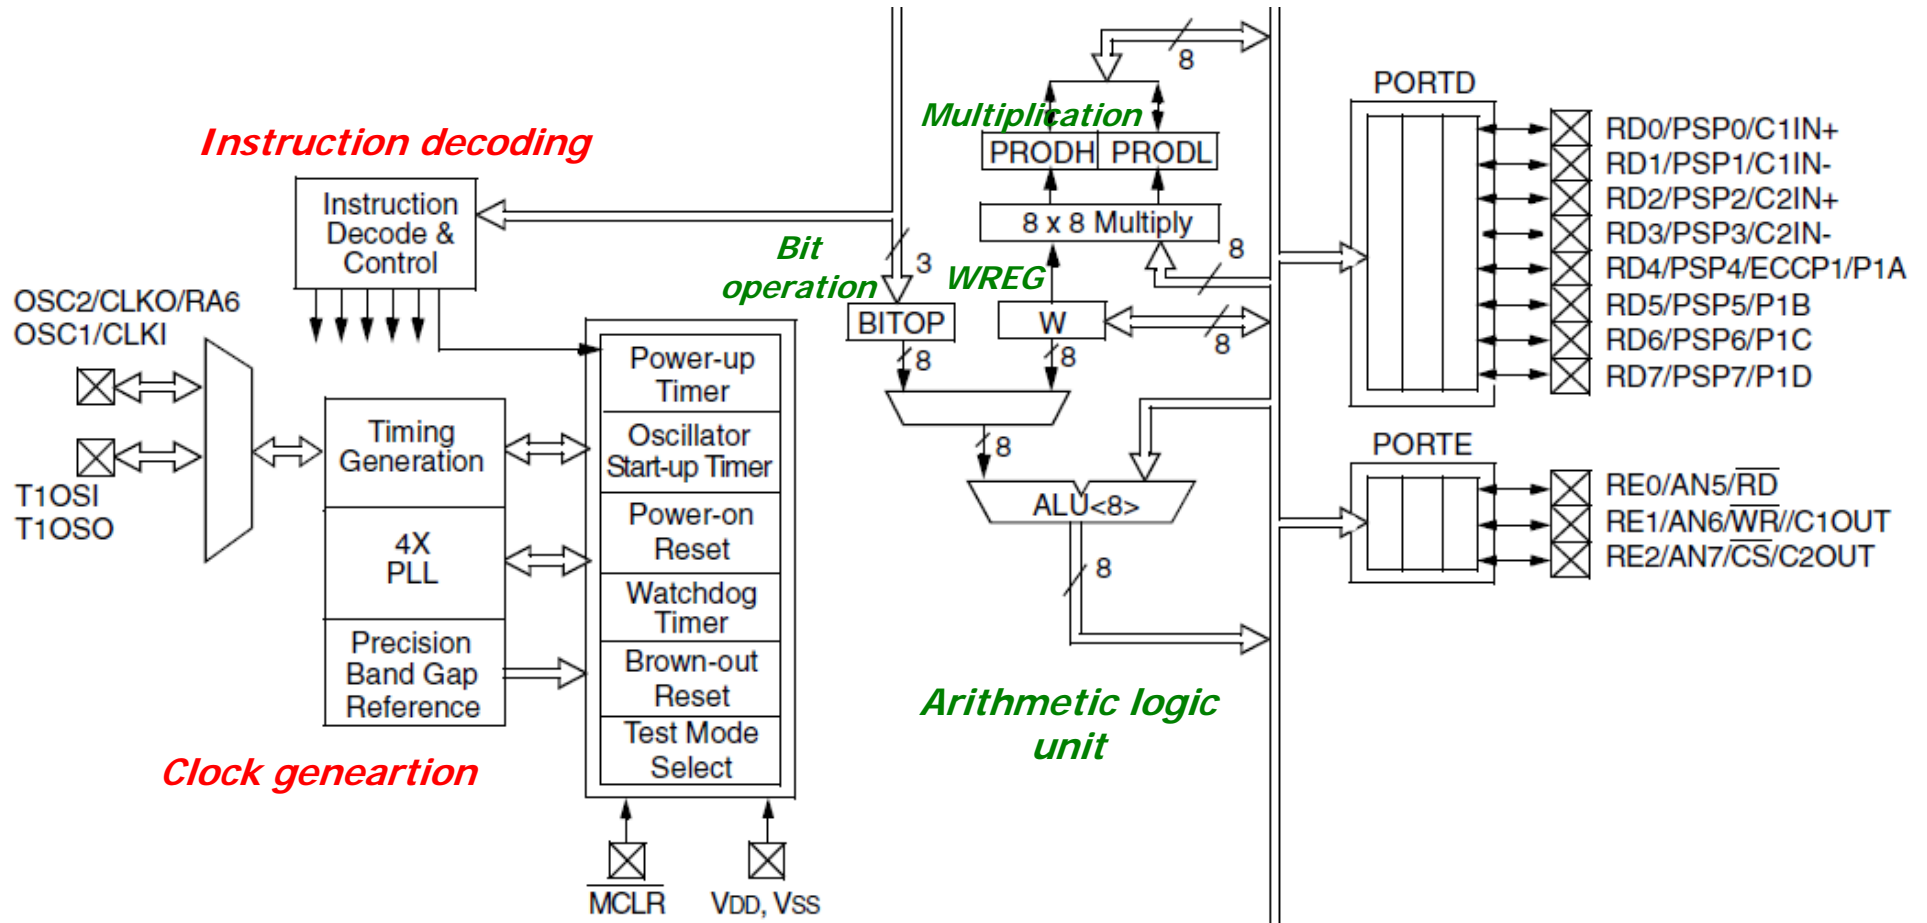 Instruction decoding
Instruction
Decode &
Control
OSC2/CLKO/RA6
OSC1/CLKI
T1OSI
T1OSO
Timing
Generation
4X
PLL
Precision
Band Gap
Reference
Clock geneartion
Power-up
Timer
Oscillator
Start-up Timer
Power-on
Reset
Watchdog
Timer
Brown-out
Reset
Test Mode
Select
MCLR
VDD, VSS
8
Multiplication
PRODH PRODL
8 x 8 Multiply
8
Bit
operation
3
WREG
BITOP
W
8
8
8
8
ALU<8>
8
Arithmetic logic
unit
PORTD
RD0/PSP0/C1IN+
RD1/PSP1/C1IN-
RD2/PSP2/C2IN+
RD3/PSP3/C2IN-
RD4/PSP4/ECCP1/P1A
RD5/PSP5/P1B
RD6/PSP6/P1C
RD7/PSP7/P1D
PORTE
RE0/AN5/RD
RE1/AN6/WR//C1OUT
RE2/AN7/CS/C2OUT